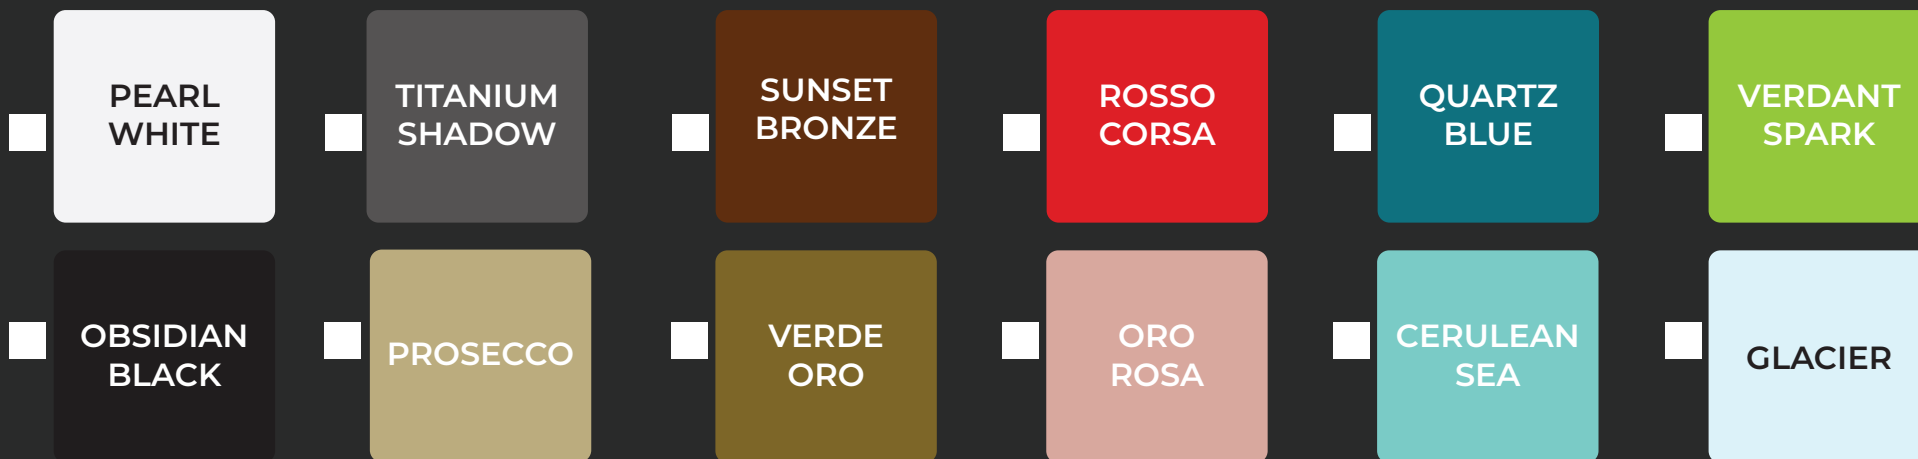 PEARL
WHITE
TITANIUM
SHADOW
SUNSET
BRONZE
ROSSO
CORSA
QUARTZ
BLUE
VERDANT
SPARK
OBSIDIAN
BLACK
PROSECCO
VERDE
ORO
ORO
ROSA
CERULEAN
SEA
GLACIER